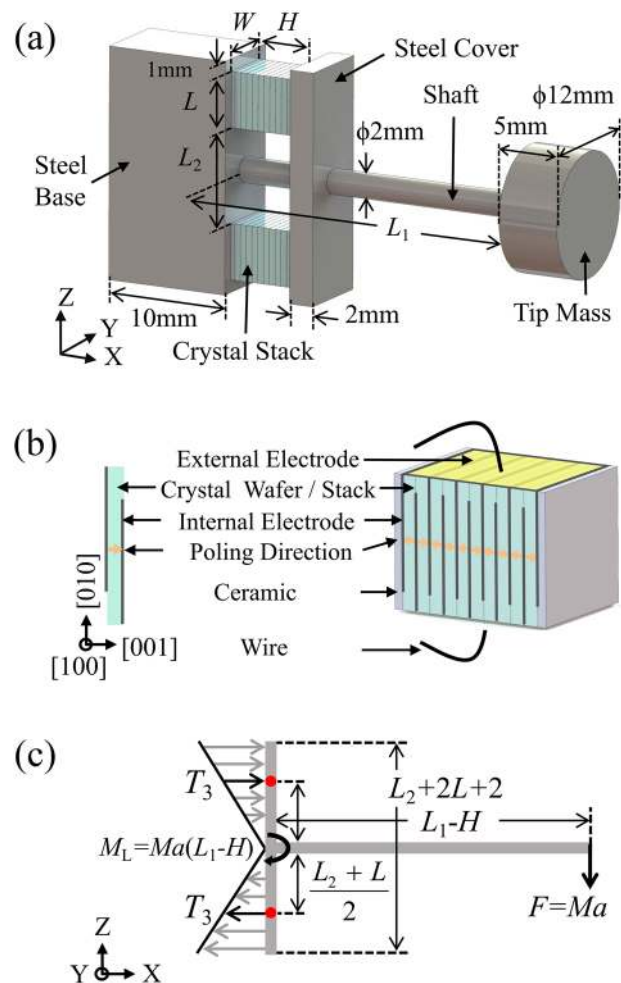 (a)
W
H
Steel Cover
1mm
L
Shaft
ϕ12mm
5mm
ϕ2mm
Steel
Base
L₂
L₁
Z
Y
X
10mm
Crystal Stack
2mm
Tip Mass
(b)
External Electrode
Crystal Wafer / Stack
Internal Electrode
Poling Direction
Ceramic
Wire
[010]
[001]
[100]
(c)
T₃
L₂+2L+2
L₁-H
M_L=Ma(L₁-H)
T₃
L₂ + L
2
F=Ma
Z
Y
X